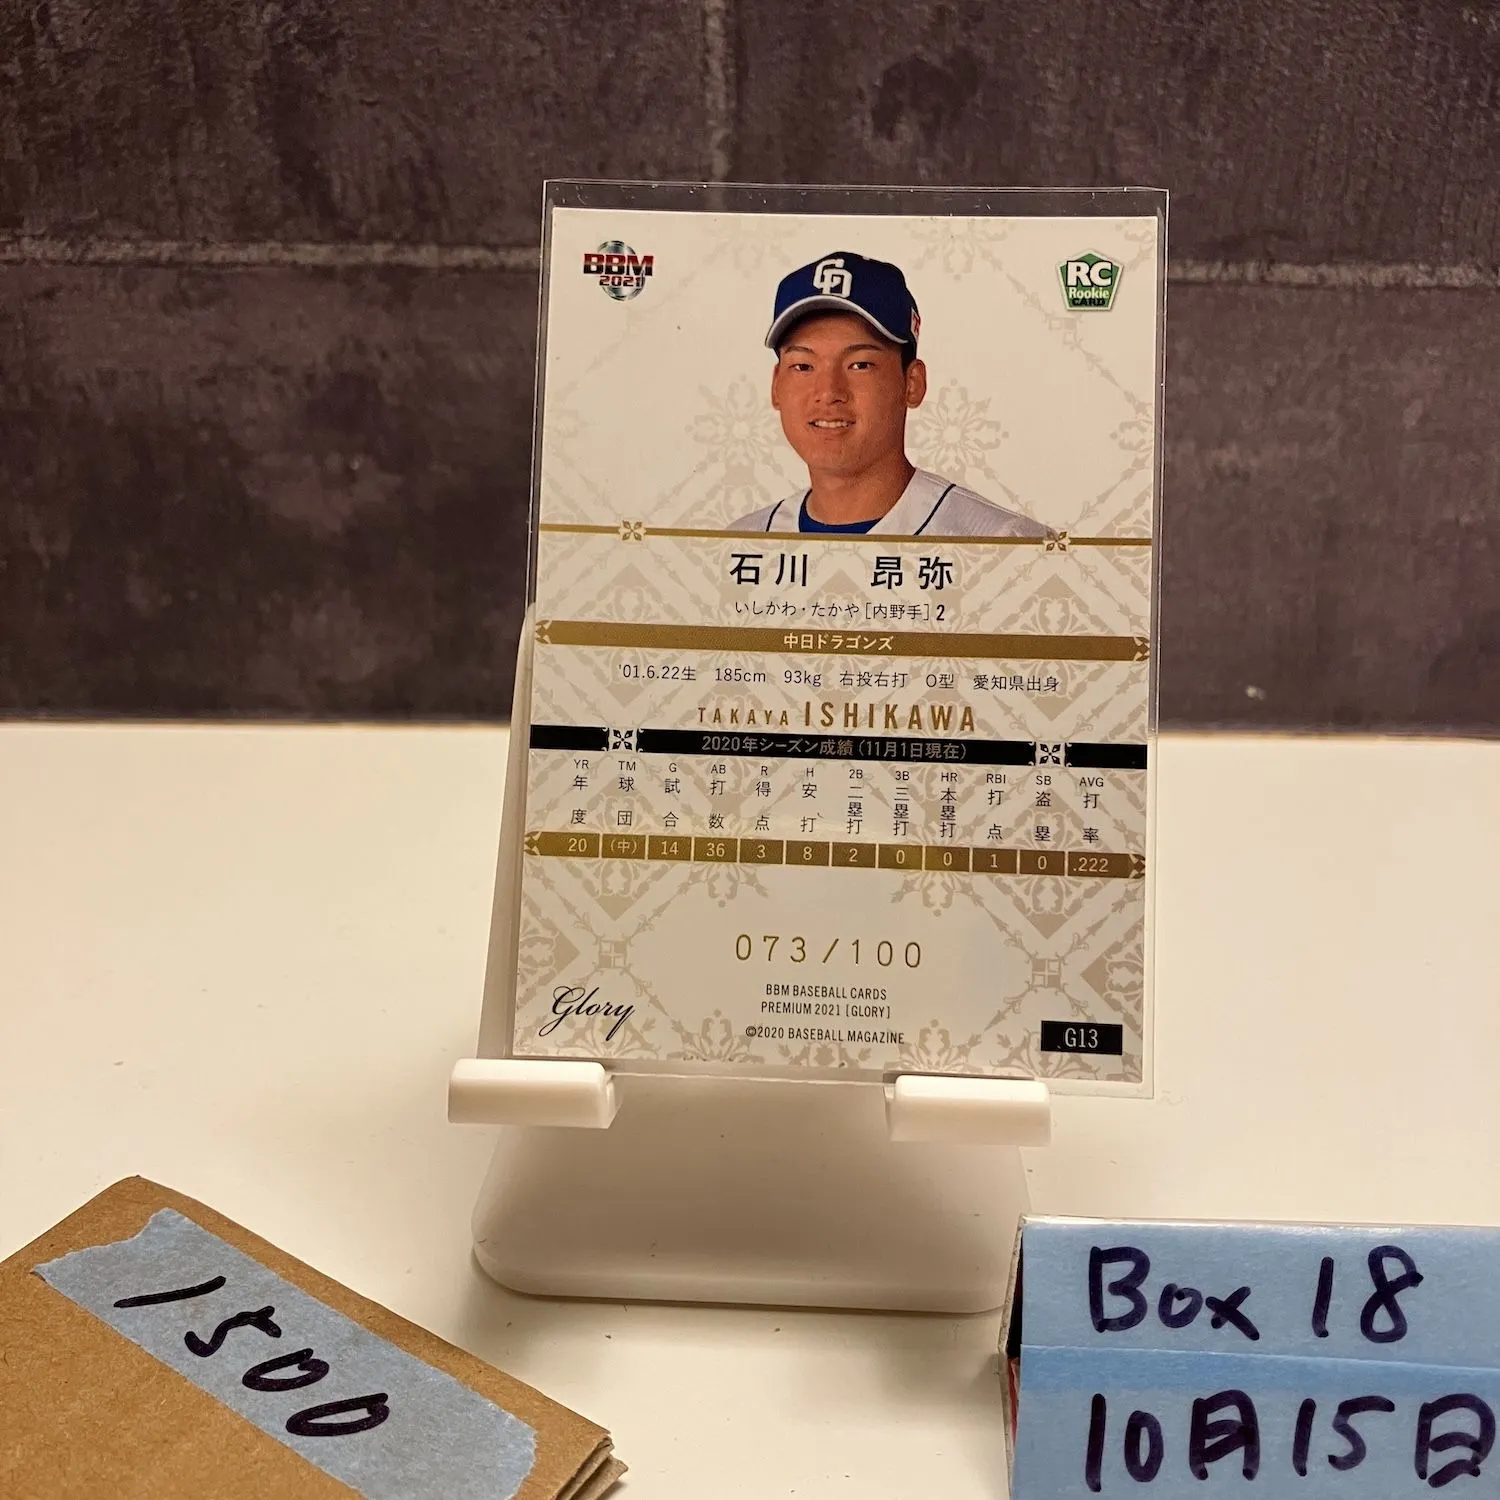 BBM
2021
RC
Rookie
CARD
石川 昂弥
いしかわ・たかや[内野手]2
中日ドラゴンズ
'01.6.22生 185cm 93kg 右投右打 O型 愛知県出身
TAKAYA ISHIKAWA
2020年シーズン成績(11月1日現在)
YR TM G AB R H 2B 3B HR RBI SB AVG
年度 球団 試合 打数 得点 安打 二塁打 三塁打 本塁打 打点 盗塁 打率
20 (中) 14 36 3 8 2 0 0 1 0 .222
073/100
Glory
BBM BASEBALL CARDS
PREMIUM 2021 [GLORY]
©2020 BASEBALL MAGAZINE
G13
1500
Box 18
10月15日